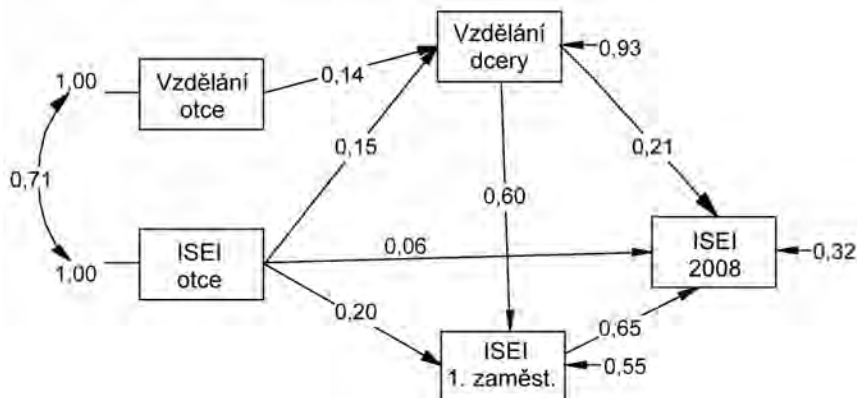 Vzdělání
dcery
0,93
1,00
Vzdělání
otce
0,14
0,15
0,21
0,71
0,60
ISEI
otce
1,00
0,06
ISEI
2008
0,32
0,20
0,65
ISEI
1. zaměst.
0,55